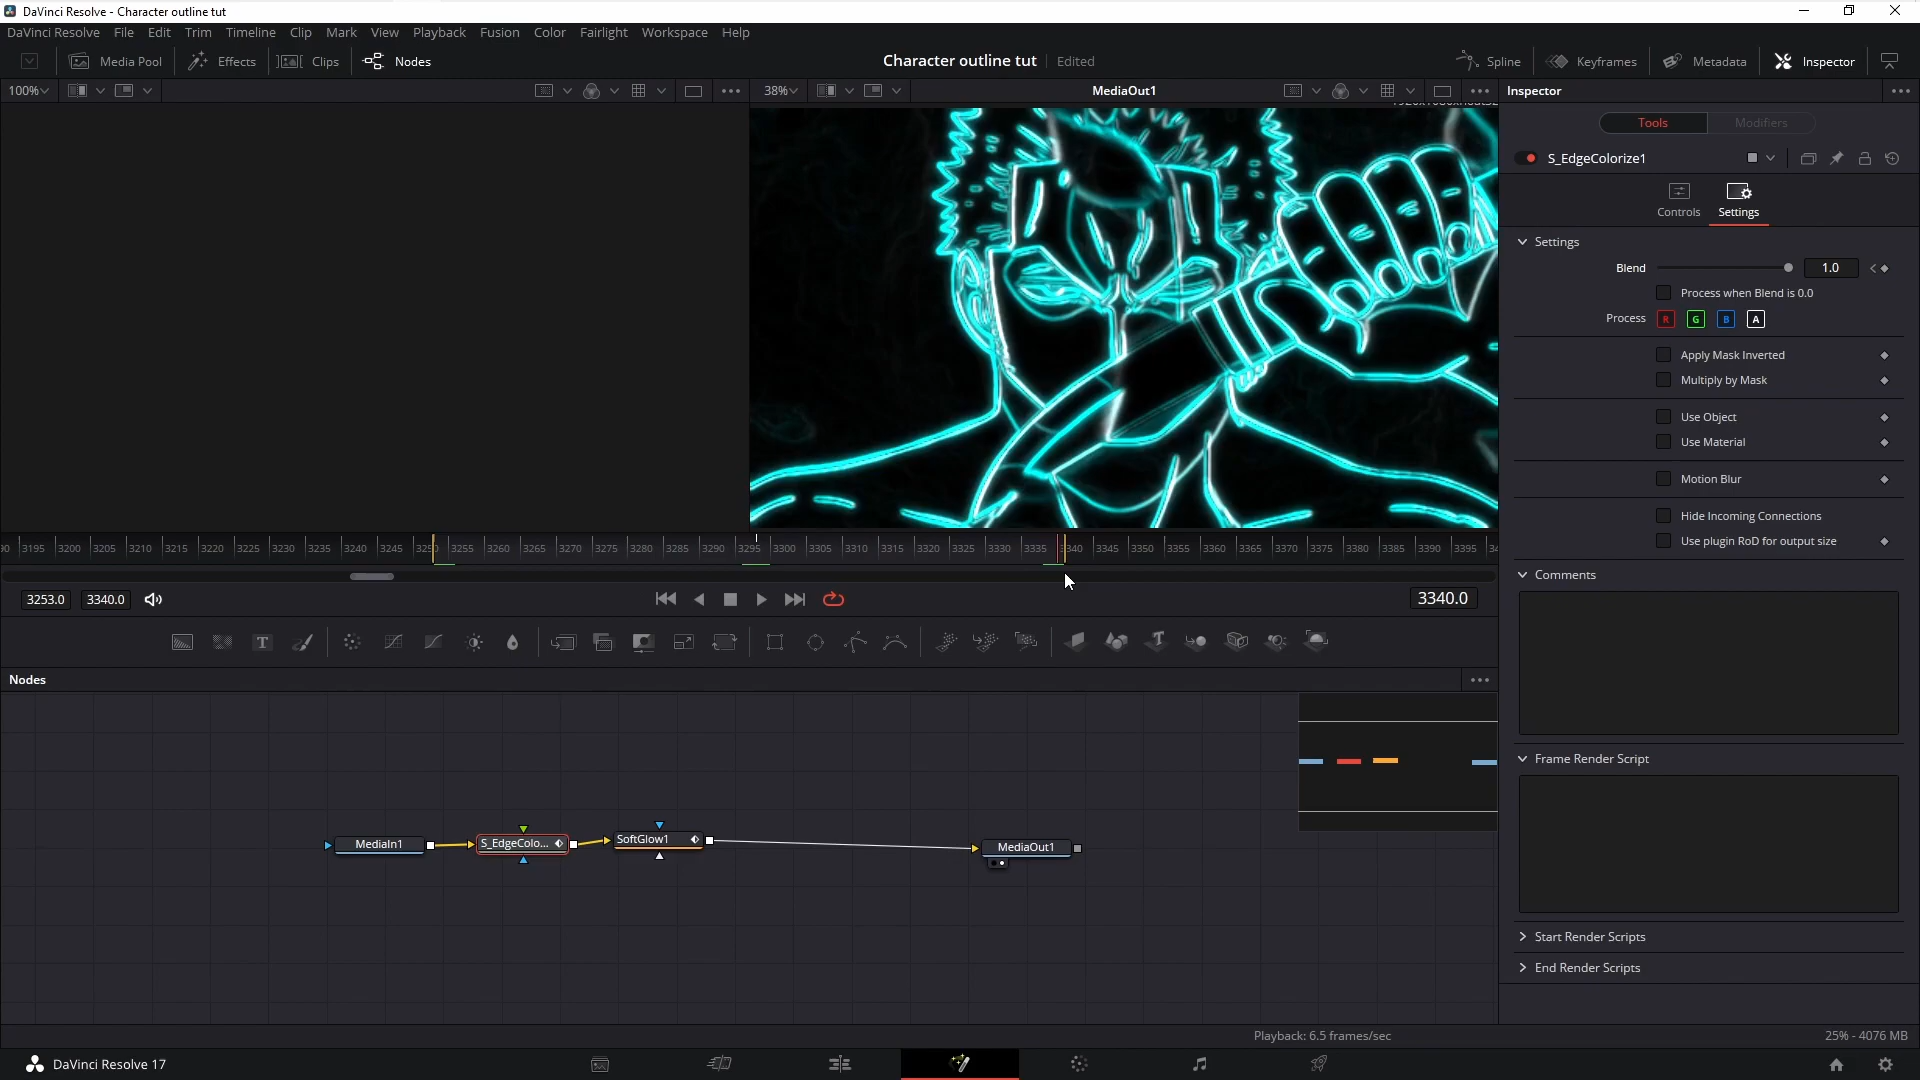 DaVinci Resolve - Character outline tut
DaVinci Resolve File Edit Trim Timeline Clip Mark View Playback Fusion Color Fairlight Workspace Help
Media Pool Effects Clips Nodes Character outline tut Edited Spline Keyframes Metadata Inspector
100% 38% MediaOut1 Inspector
Tools Modifiers
S_EdgeColorize1
Controls Settings
Settings
Blend 1.0
Process when Blend is 0.0
Process R G B A
Apply Mask Inverted
Multiply by Mask
Use Object
Use Material
Motion Blur
Hide Incoming Connections
Use plugin RoD for output size
3195 3200 3205 3210 3215 3220 3225 3230 3235 3240 3245 3255 3260 3265 3270 3275 3280 3285 3290 3295 3300 3305 3310 3315 3320 3325 3330 3335 3345 3350 3355 3360 3365 3370 3375 3380 3385 3390 3395
Comments
3253.0 3340.0 3340.0
Nodes
Frame Render Script
MediaIn1 S_EdgeColo... SoftGlow1 MediaOut1
Start Render Scripts
End Render Scripts
Playback: 6.5 frames/sec 25% - 4076 MB
DaVinci Resolve 17